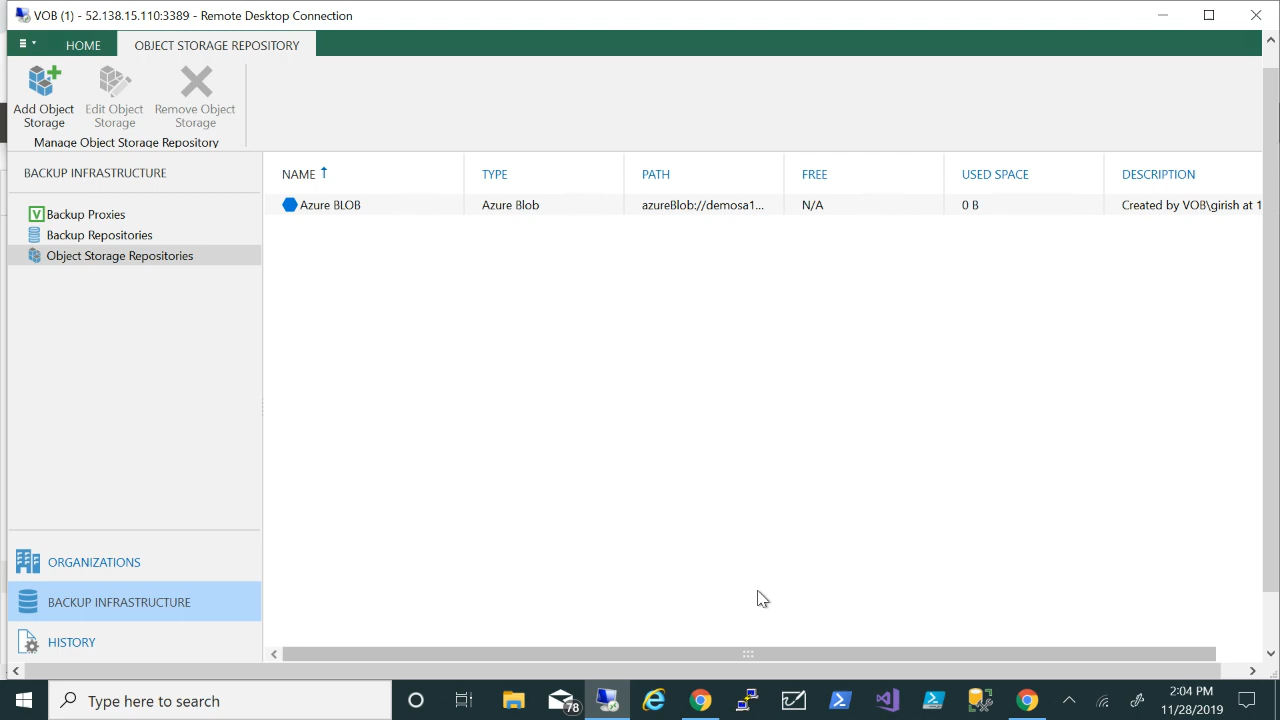 VOB (1) - 52.138.15.110:3389 - Remote Desktop Connection
HOME
OBJECT STORAGE REPOSITORY
Add Object Storage
Edit Object Storage
Remove Object Storage
Manage Object Storage Repository
BACKUP INFRASTRUCTURE
Backup Proxies
Backup Repositories
Object Storage Repositories
NAME TYPE PATH FREE USED SPACE DESCRIPTION
Azure BLOB Azure Blob azureBlob://demosa1... N/A 0 B Created by VOB\girish at 1
ORGANIZATIONS
BACKUP INFRASTRUCTURE
HISTORY
Type here to search
78
2:04 PM
11/28/2019